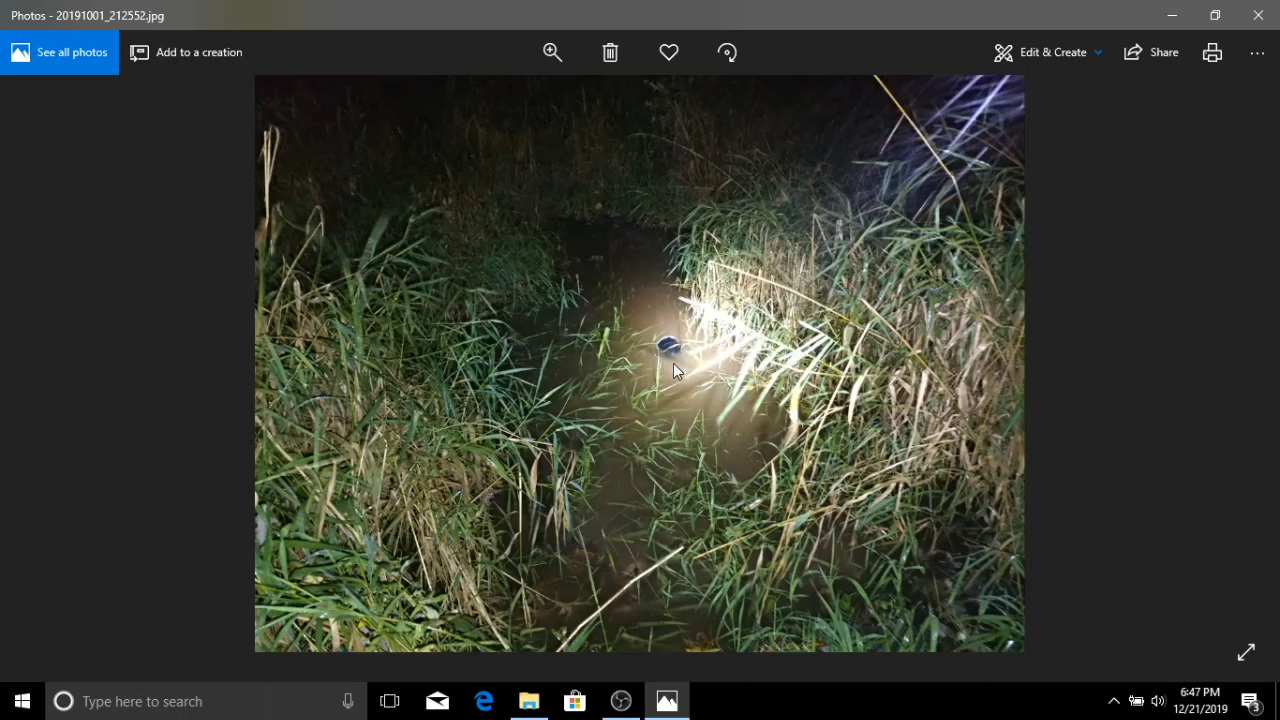 Photos - 20191001_212552.jpg
See all photos
Add to a creation
Edit & Create
Share
Type here to search
6:47 PM
12/21/2019
3